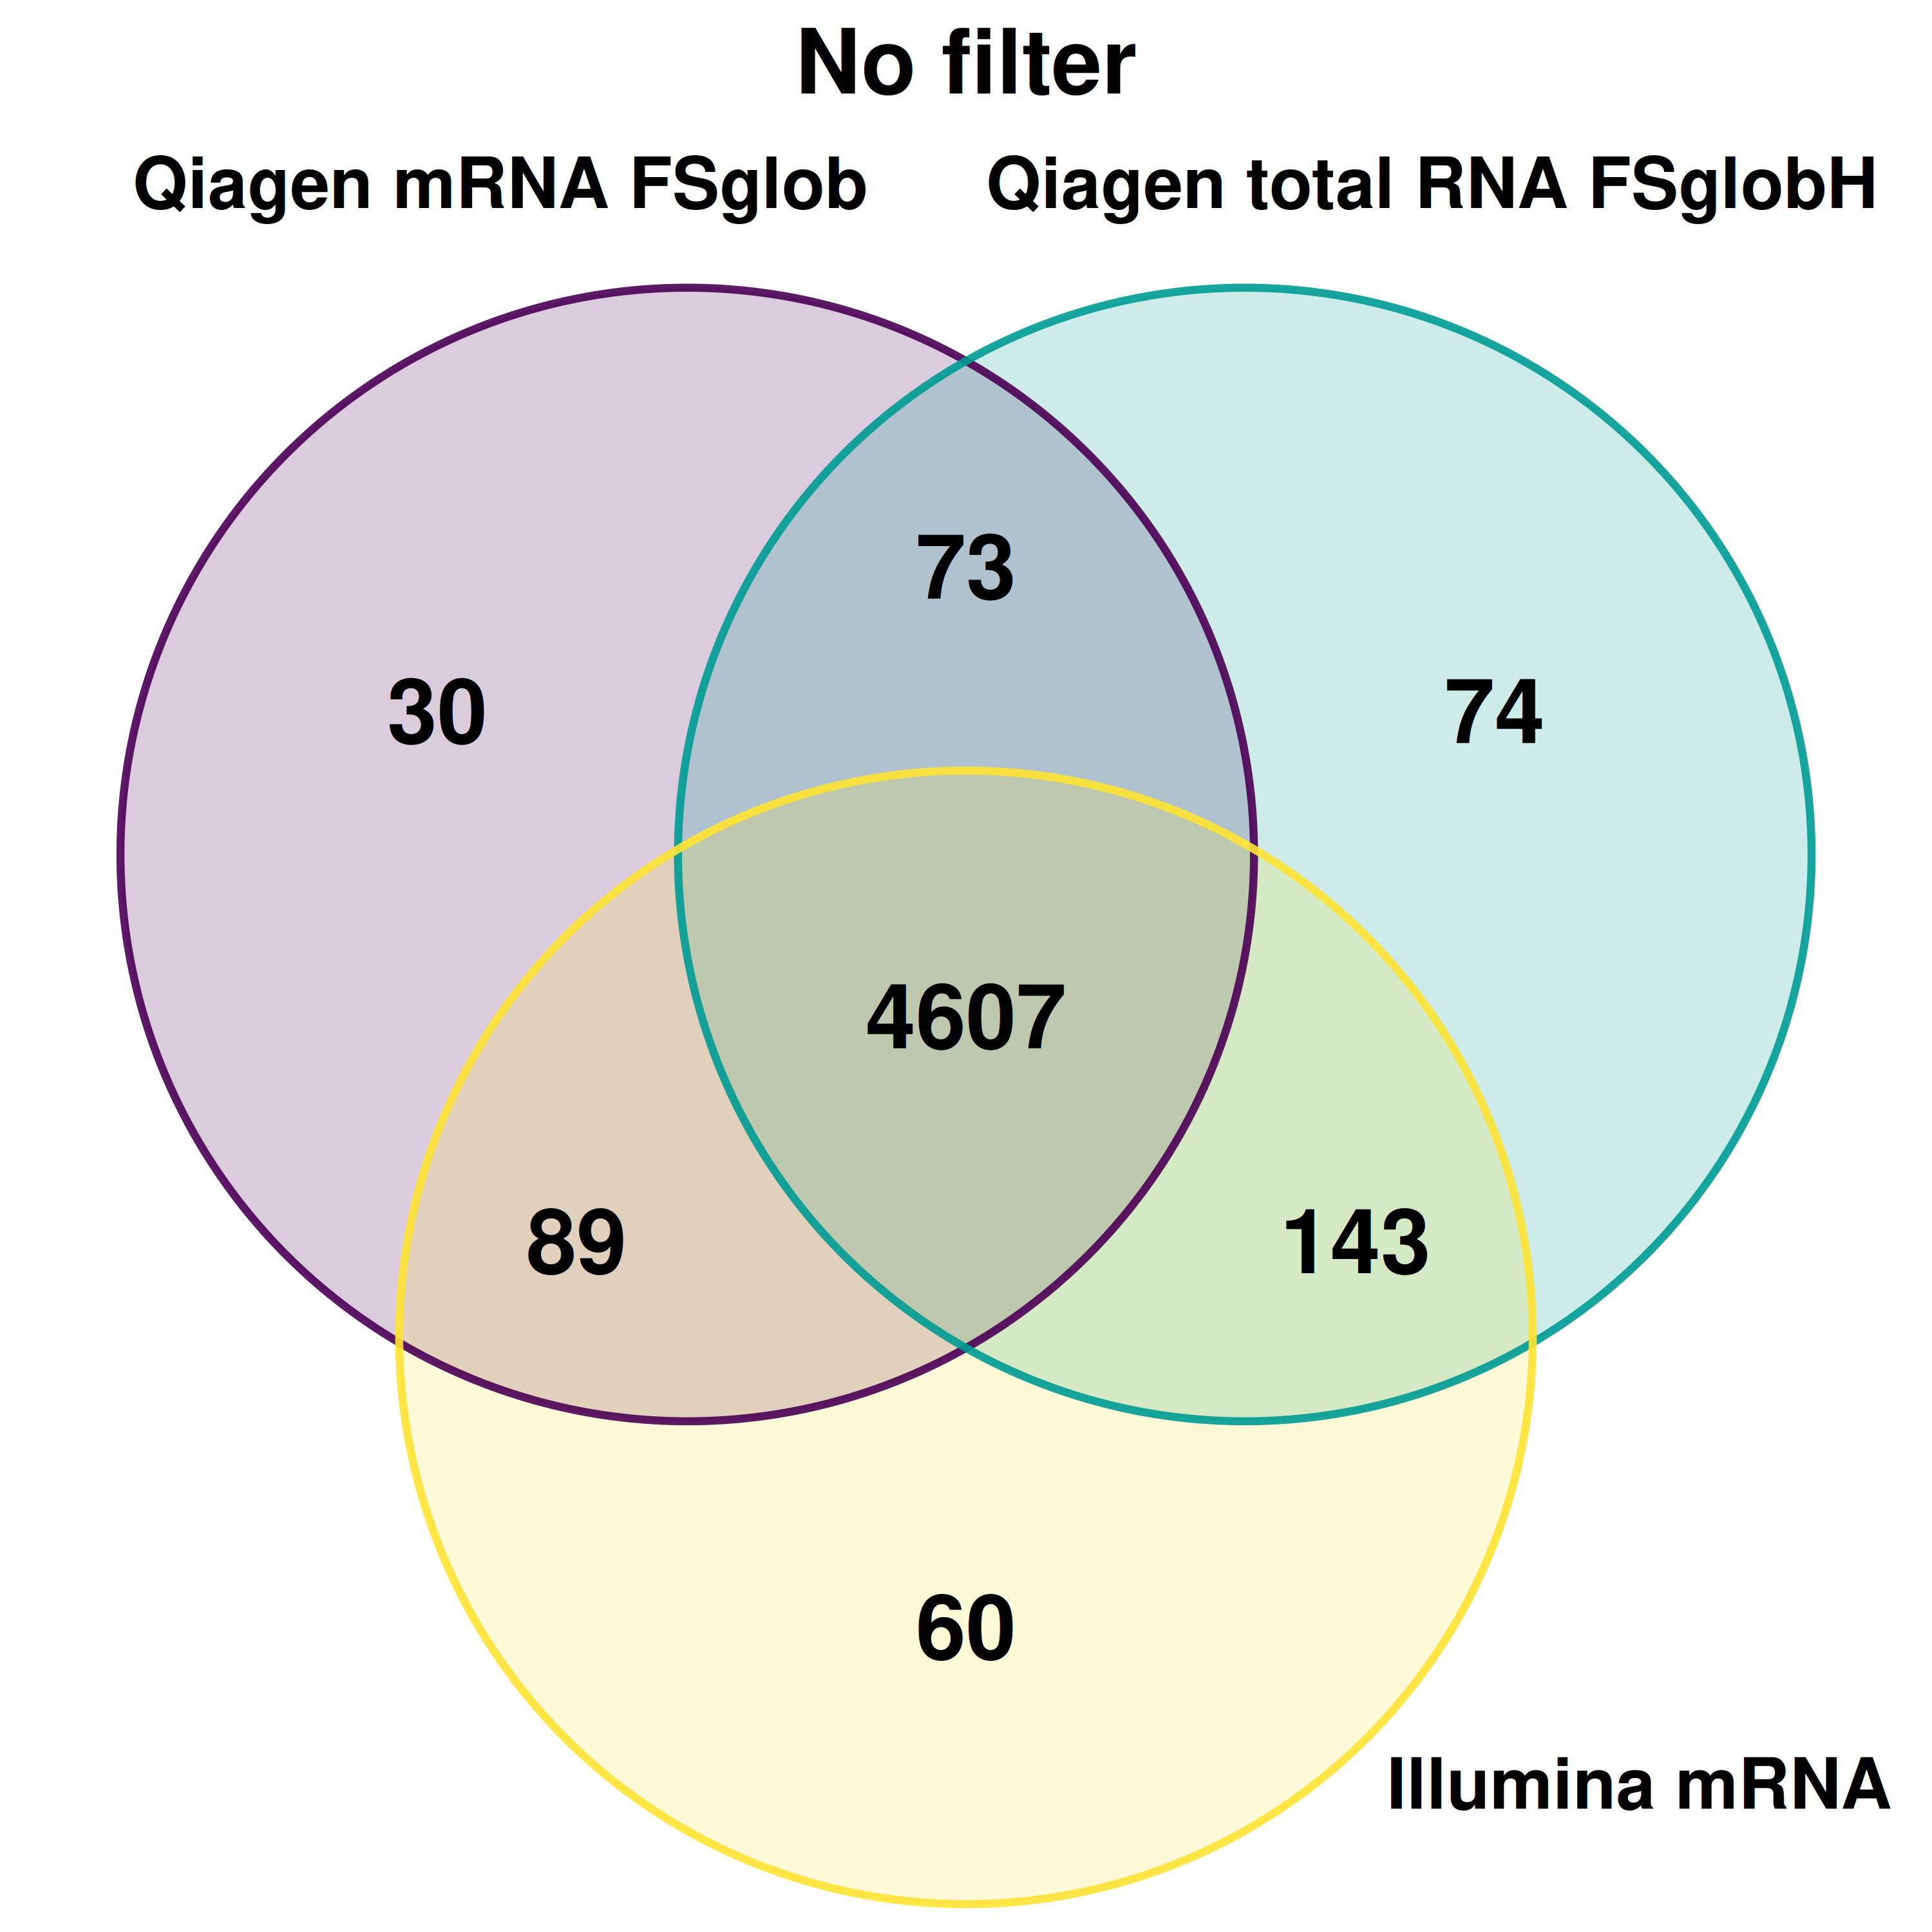 No filter
Qiagen mRNA FSglob Qiagen total RNA FSglobH
73
30 74
4607
89 143
60
Illumina mRNA